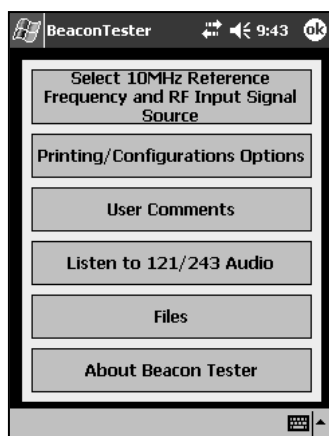 BeaconTester 9:43 ok
Select 10MHz Reference
Frequency and RF Input Signal
Source
Printing/Configurations Options
User Comments
Listen to 121/243 Audio
Files
About Beacon Tester